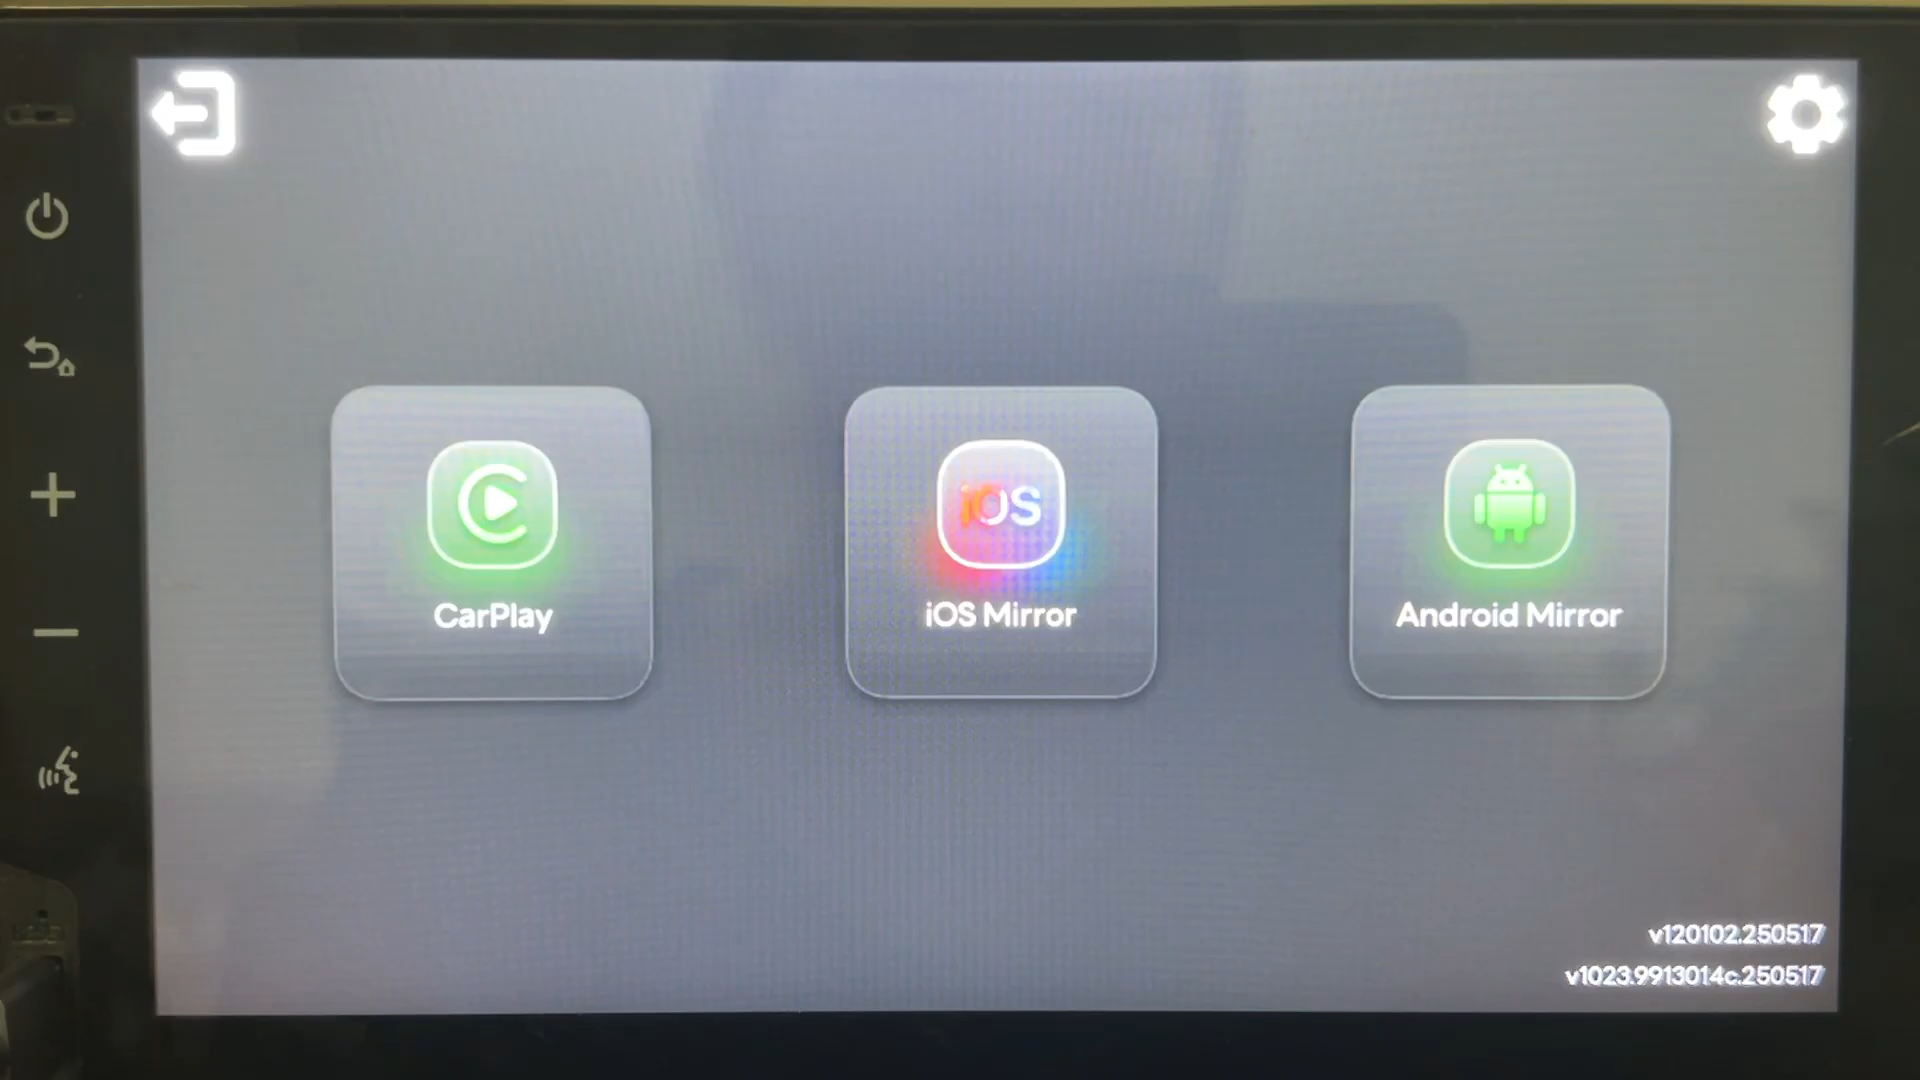 iOS
CarPlay
iOS Mirror
Android Mirror
v120102.250517
v1023.9913014c.250517